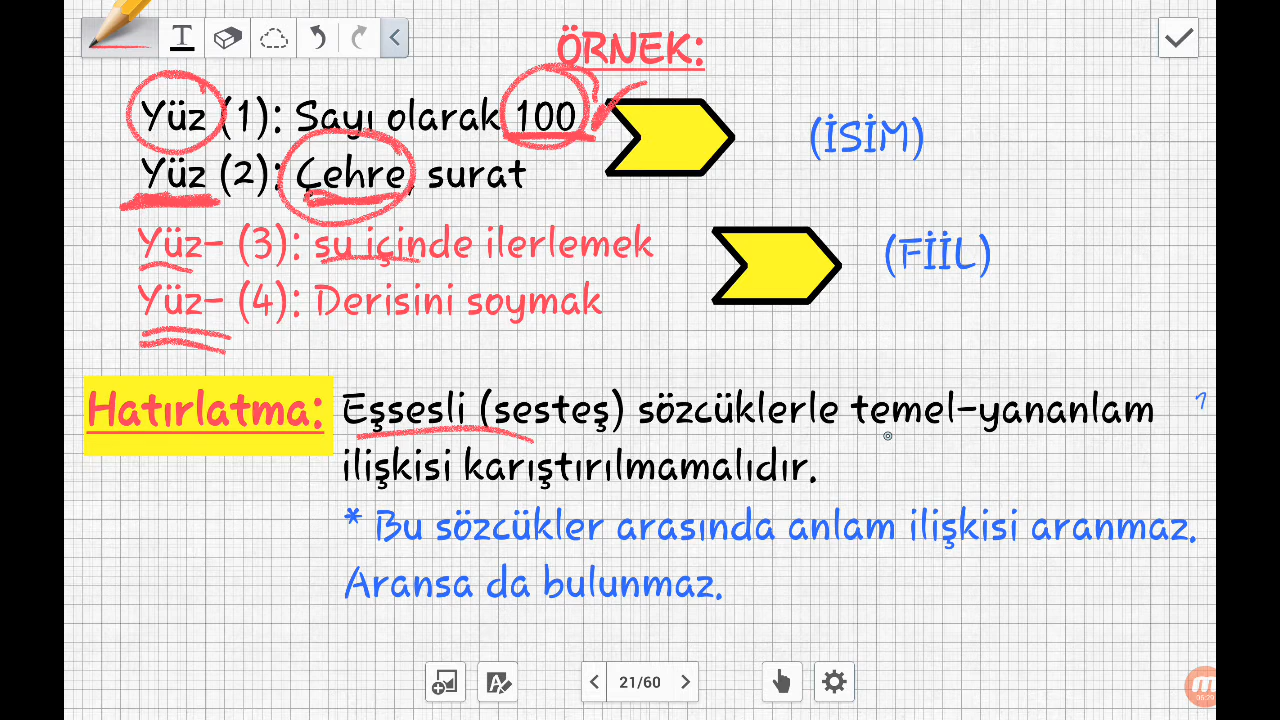 T
ÖRNEK:
Yüz (1): Sayı olarak 100
(İSİM)
Yüz (2): Çehre, surat
Yüz- (3): su içinde ilerlemek
(FİİL)
Yüz- (4): Derisini soymak
Hatırlatma: Eşsesli (sesteş) sözcüklerle temel-yananlam
ilişkisi karıştırılmamalıdır.
* Bu sözcükler arasında anlam ilişkisi aranmaz.
Aransa da bulunmaz.
21/60
05:29